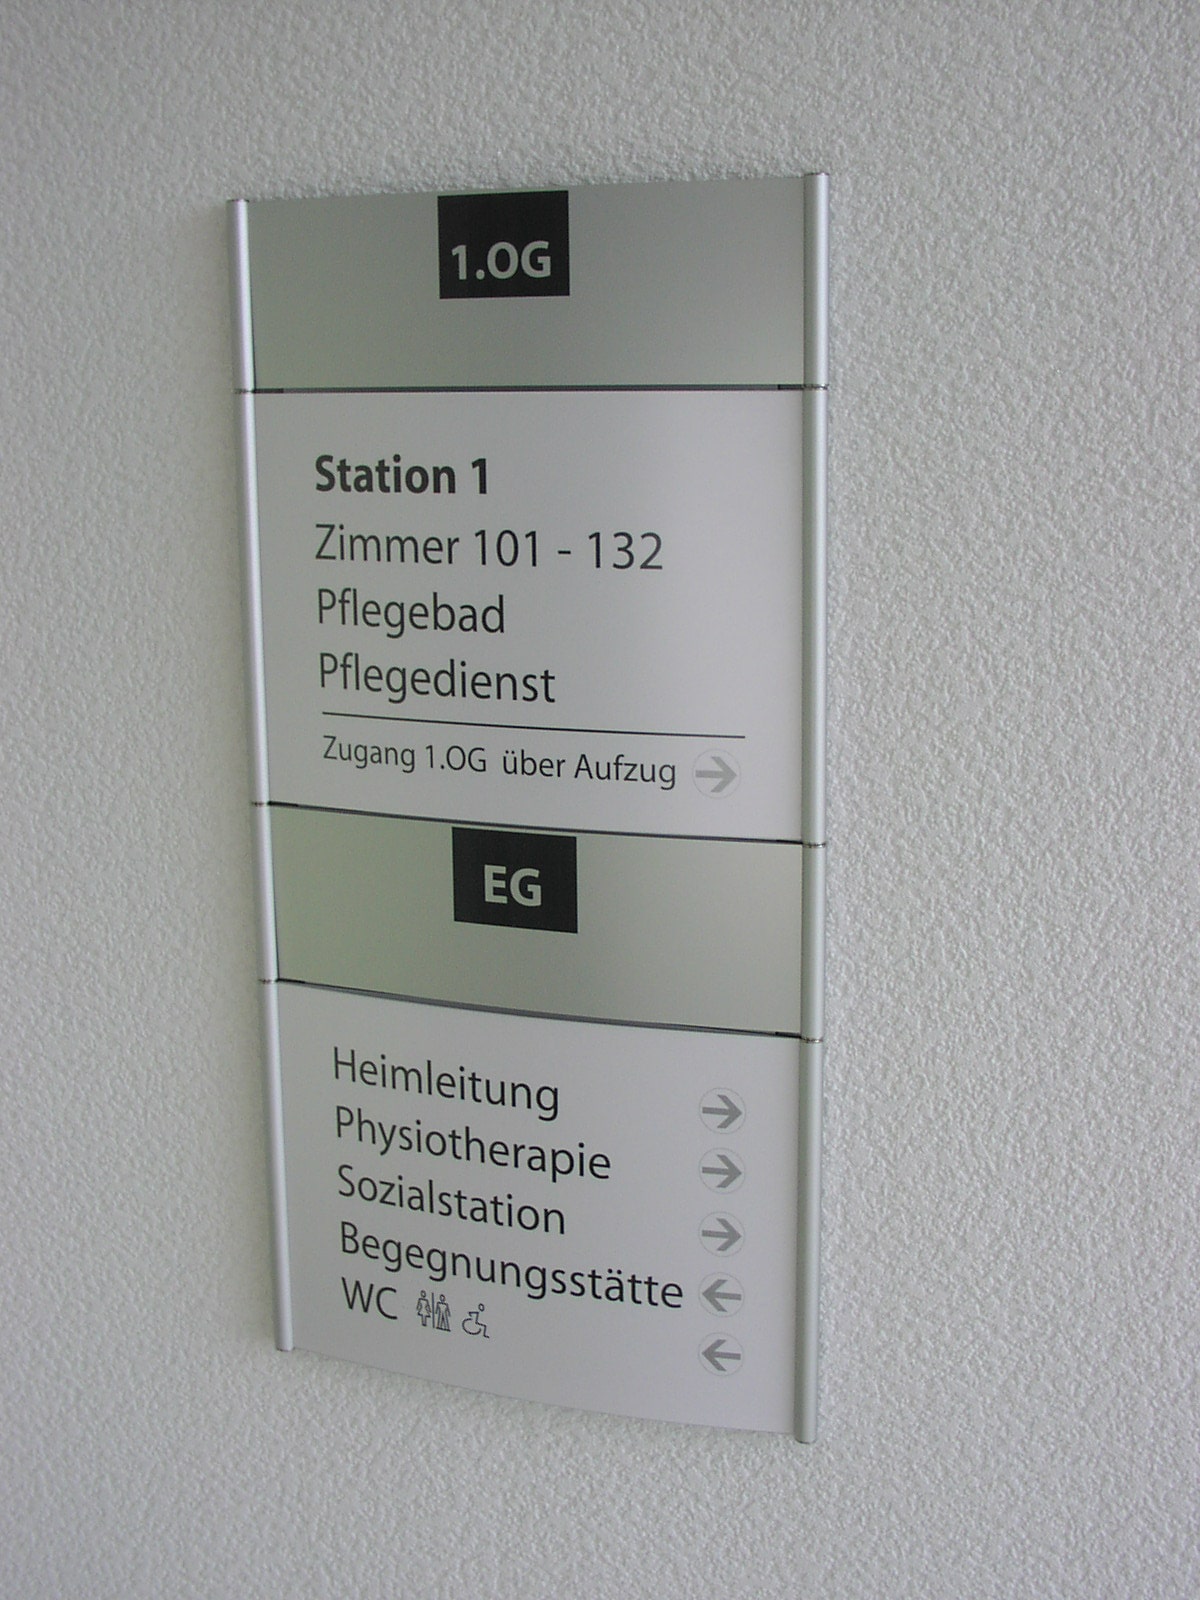 1.OG
Station 1
Zimmer 101 - 132
Pflegebad
Pflegedienst
Zugang 1.OG über Aufzug
EG
Heimleitung
Physiotherapie
Sozialstation
Begegnungsstätte
WC